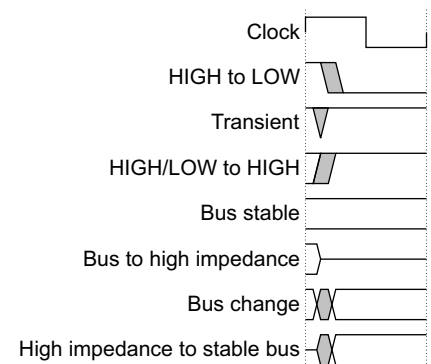 Clock
HIGH to LOW
Transient
HIGH/LOW to HIGH
Bus stable
Bus to high impedance
Bus change
High impedance to stable bus